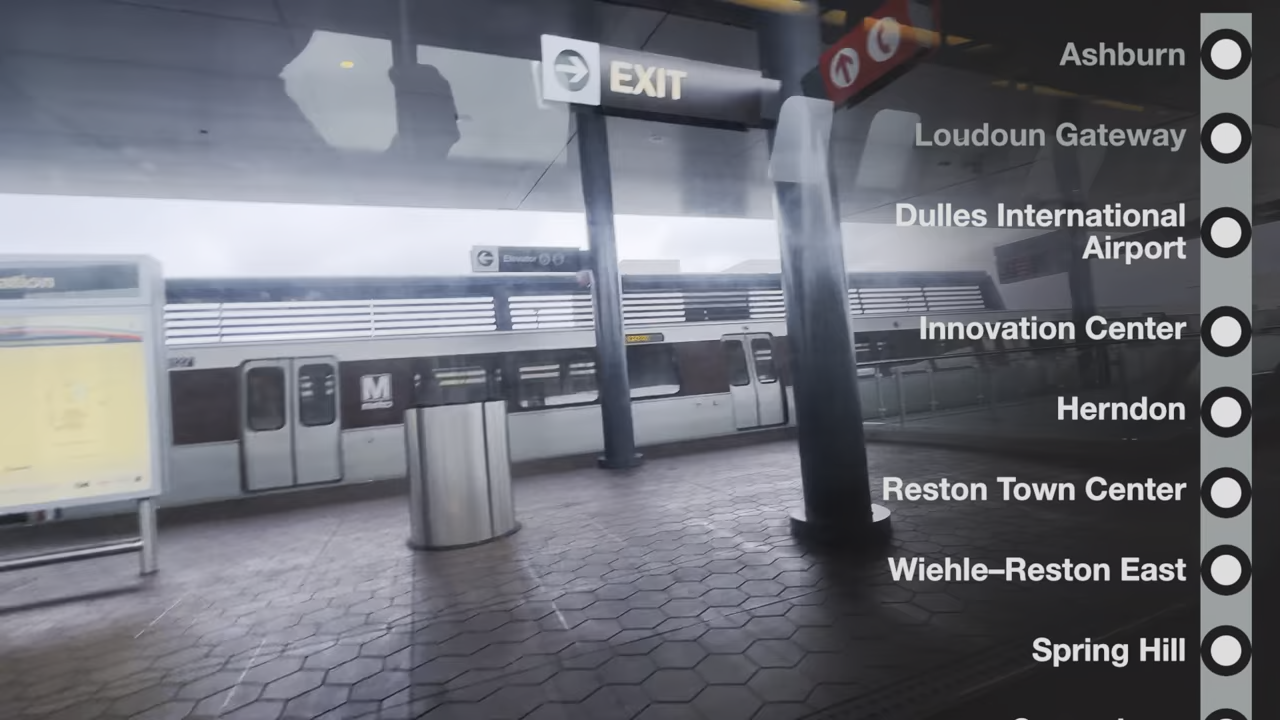 EXIT
Elevator
M
metro
Ashburn
Loudoun Gateway
Dulles International
Airport
Innovation Center
Herndon
Reston Town Center
Wiehle–Reston East
Spring Hill